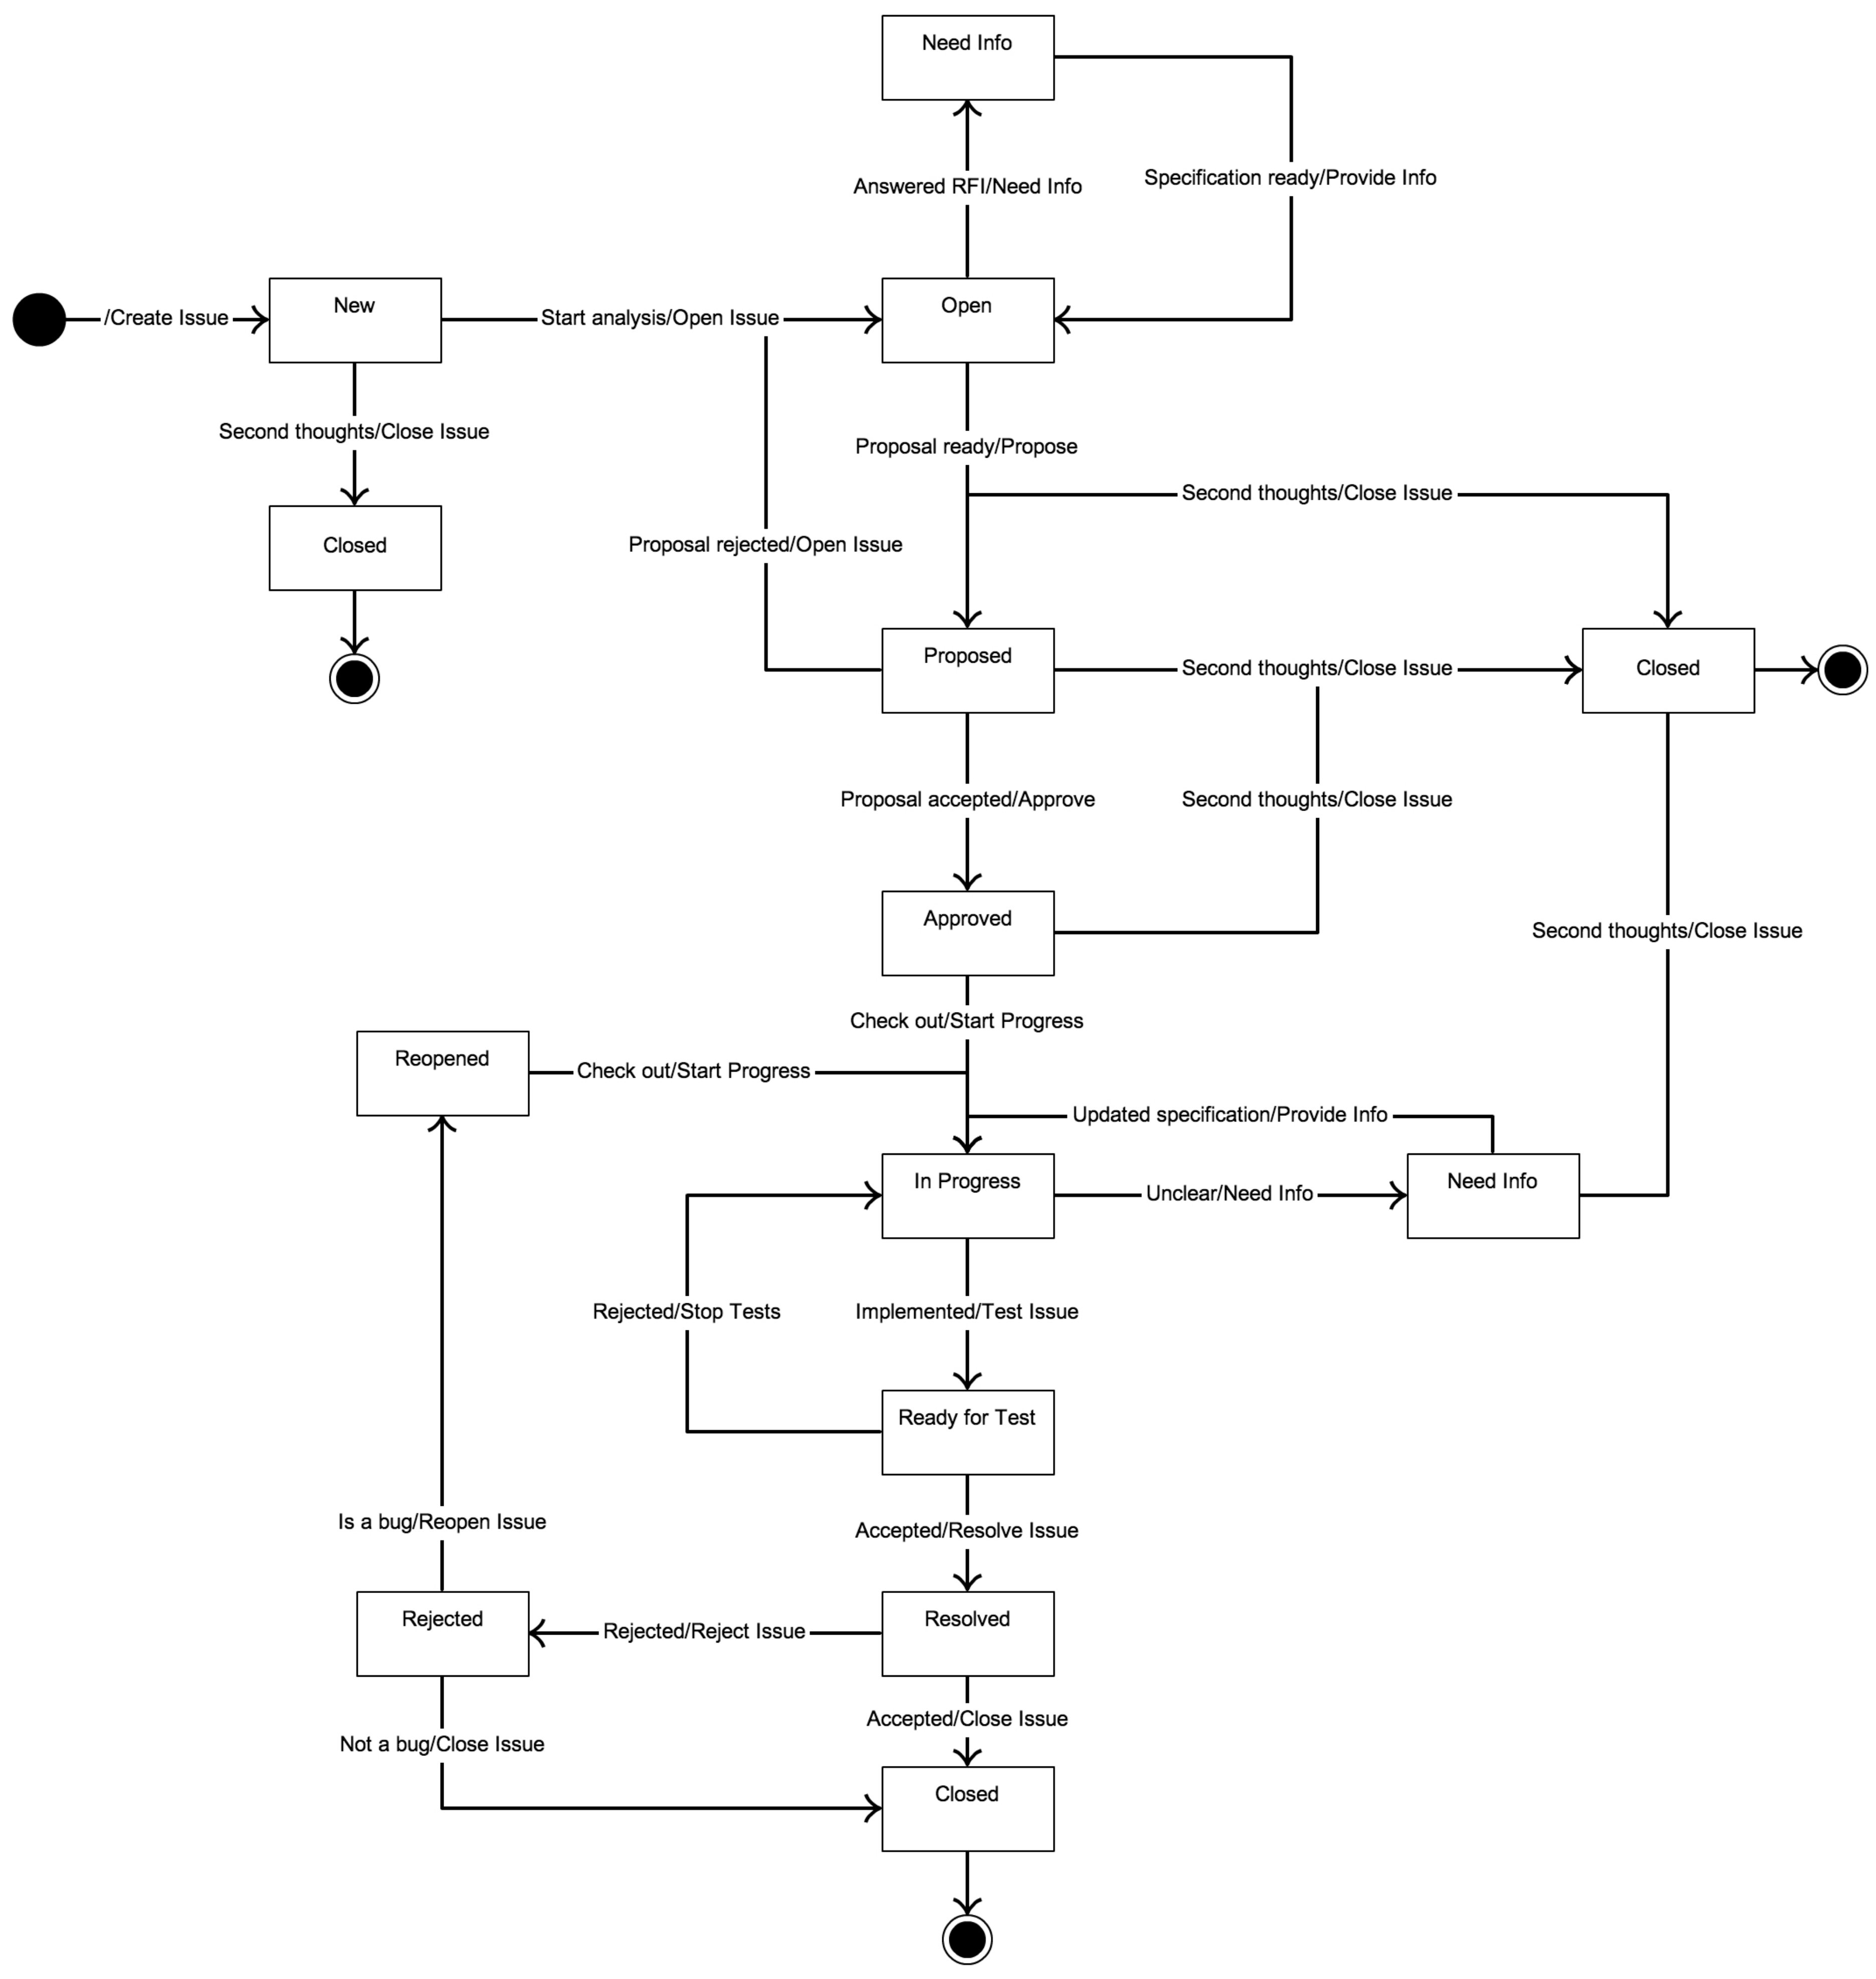 Need Info
Answered RFI/Need Info
Specification ready/Provide Info
/Create Issue
New
Start analysis/Open Issue
Open
Second thoughts/Close Issue
Proposal ready/Propose
Second thoughts/Close Issue
Closed
Proposal rejected/Open Issue
Proposed
Second thoughts/Close Issue
Closed
Proposal accepted/Approve
Second thoughts/Close Issue
Approved
Second thoughts/Close Issue
Check out/Start Progress
Reopened
Check out/Start Progress
Updated specification/Provide Info
In Progress
Unclear/Need Info
Need Info
Rejected/Stop Tests
Implemented/Test Issue
Ready for Test
Is a bug/Reopen Issue
Accepted/Resolve Issue
Rejected
Rejected/Reject Issue
Resolved
Accepted/Close Issue
Not a bug/Close Issue
Closed